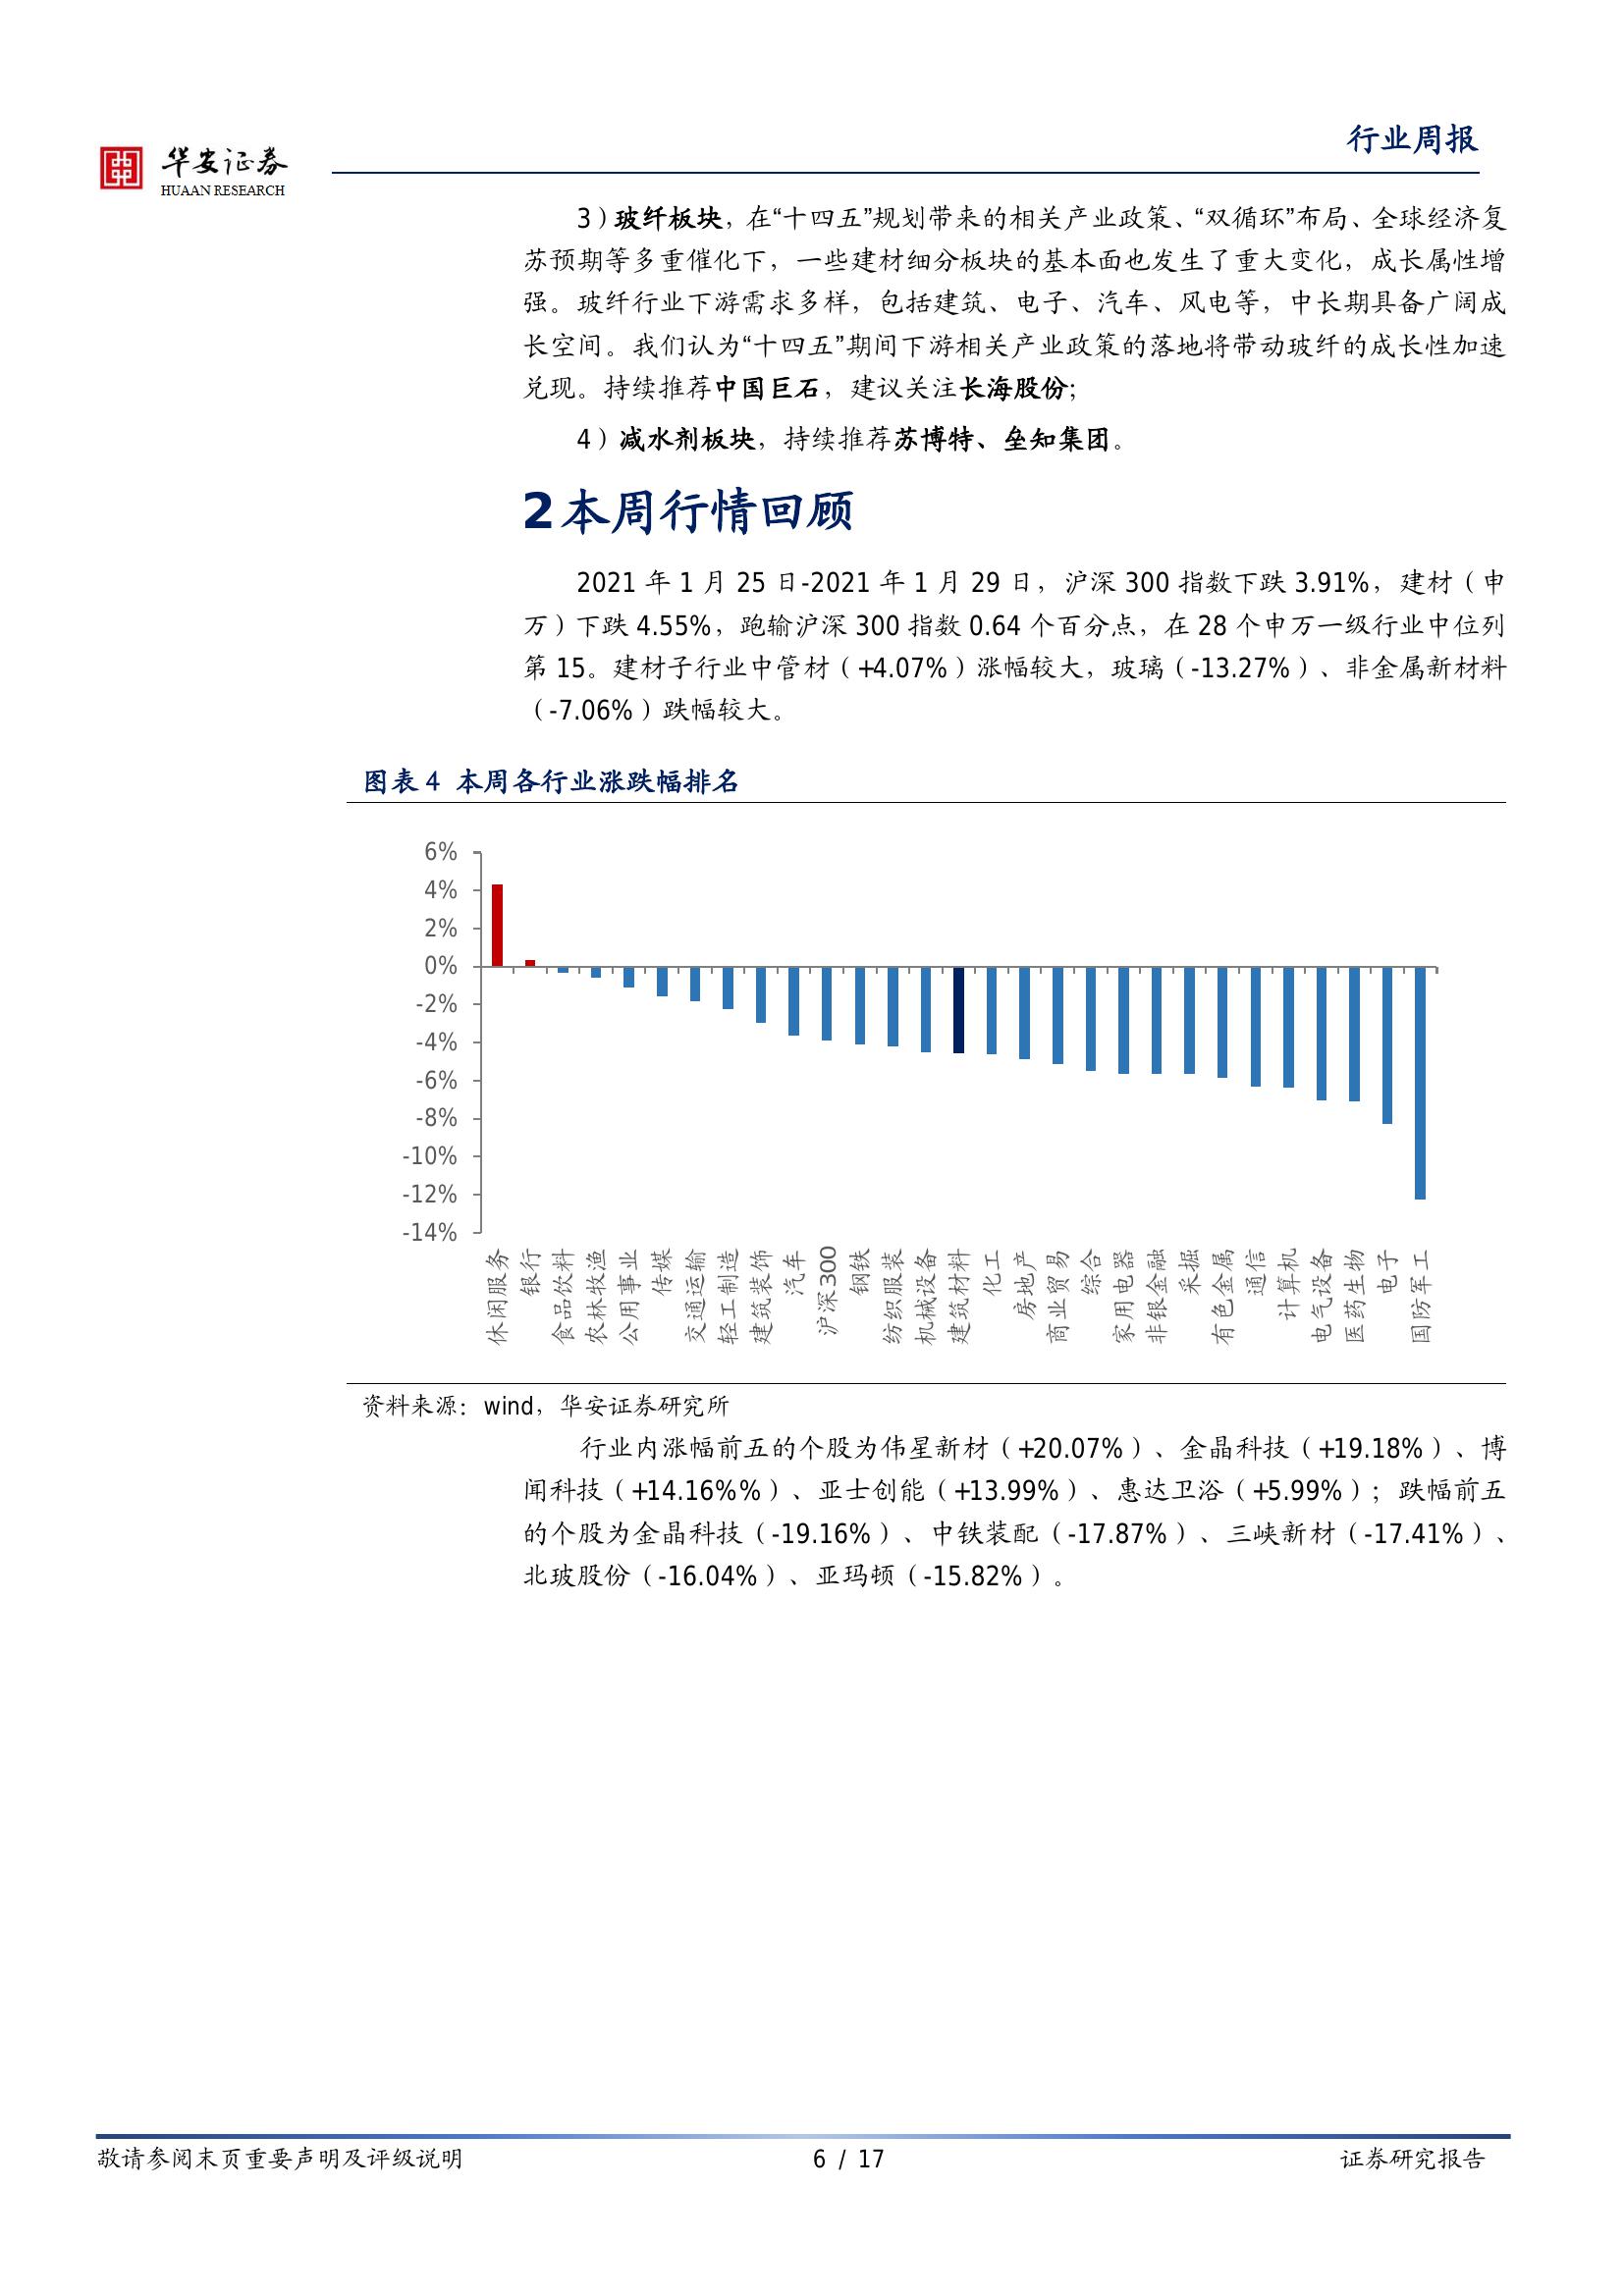 华安证券
HUAAN RESEARCH
行业周报
3）玻纤板块，在“十四五”规划带来的相关产业政策、“双循环”布局、全球经济复
苏预期等多重催化下，一些建材细分板块的基本面也发生了重大变化，成长属性增
强。玻纤行业下游需求多样，包括建筑、电子、汽车、风电等，中长期具备广阔成
长空间。我们认为“十四五”期间下游相关产业政策的落地将带动玻纤的成长性加速
兑现。持续推荐中国巨石，建议关注长海股份；
4）减水剂板块，持续推荐苏博特、垒知集团。
2 本周行情回顾
2021 年 1 月 25 日-2021 年 1 月 29 日，沪深 300 指数下跌 3.91%，建材（申
万）下跌 4.55%，跑输沪深 300 指数 0.64 个百分点，在 28 个申万一级行业中位列
第 15。建材子行业中管材（+4.07%）涨幅较大，玻璃（-13.27%）、非金属新材料
（-7.06%）跌幅较大。
图表 4 本周各行业涨跌幅排名
6%
4%
2%
0%
-2%
-4%
-6%
-8%
-10%
-12%
-14%
休闲服务
银行
食品饮料
农林牧渔
公用事业
传媒
交通运输
轻工制造
建筑装饰
汽车
沪深300
钢铁
纺织服装
机械设备
建筑材料
化工
房地产
商业贸易
综合
家用电器
非银金融
采掘
有色金属
通信
计算机
电气设备
医药生物
电子
国防军工
资料来源：wind，华安证券研究所
行业内涨幅前五的个股为伟星新材（+20.07%）、金晶科技（+19.18%）、博
闻科技（+14.16%%）、亚士创能（+13.99%）、惠达卫浴（+5.99%）；跌幅前五
的个股为金晶科技（-19.16%）、中铁装配（-17.87%）、三峡新材（-17.41%）、
北玻股份（-16.04%）、亚玛顿（-15.82%）。
敬请参阅末页重要声明及评级说明
6 / 17
证券研究报告